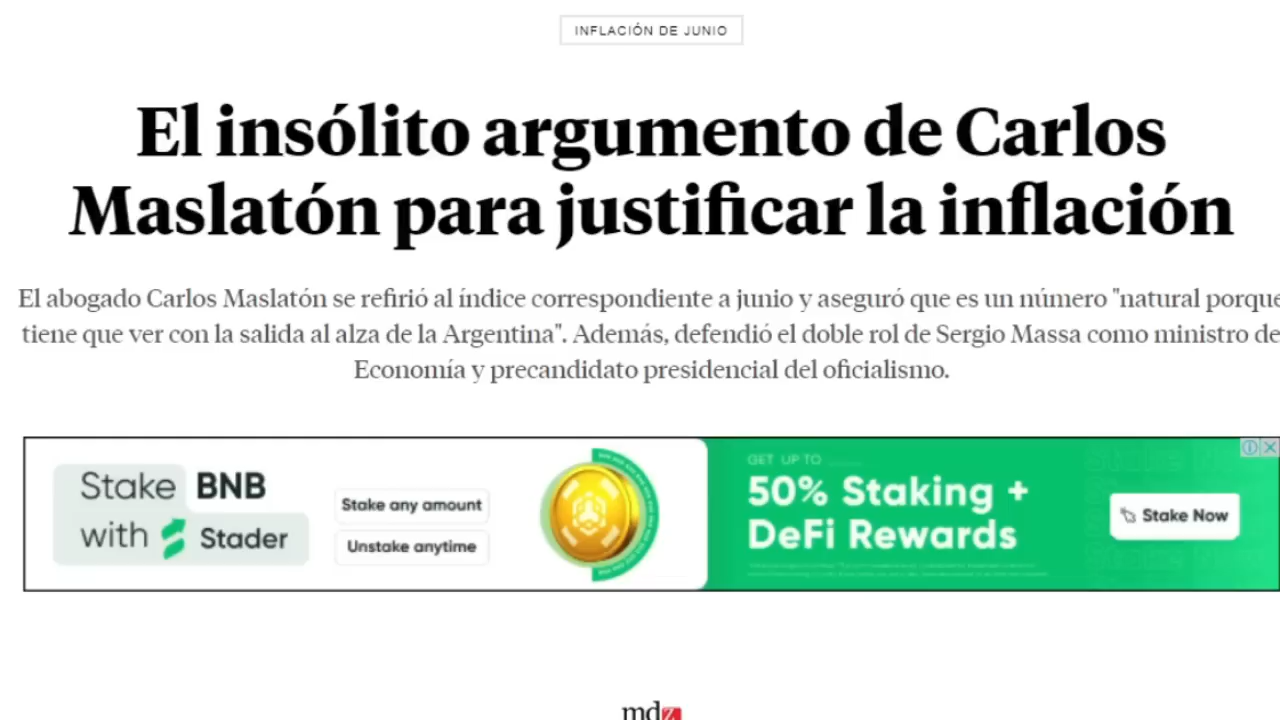 INFLACIÓN DE JUNIO
El insólito argumento de Carlos
Maslatón para justificar la inflación
El abogado Carlos Maslatón se refirió al índice correspondiente a junio y aseguró que es un número "natural porque
tiene que ver con la salida al alza de la Argentina". Además, defendió el doble rol de Sergio Massa como ministro de
Economía y precandidato presidencial del oficialismo.
Stake BNB
with Stader
Stake any amount
Unstake anytime
GET UP TO
50% Staking +
DeFi Rewards
Stake Now
mdz